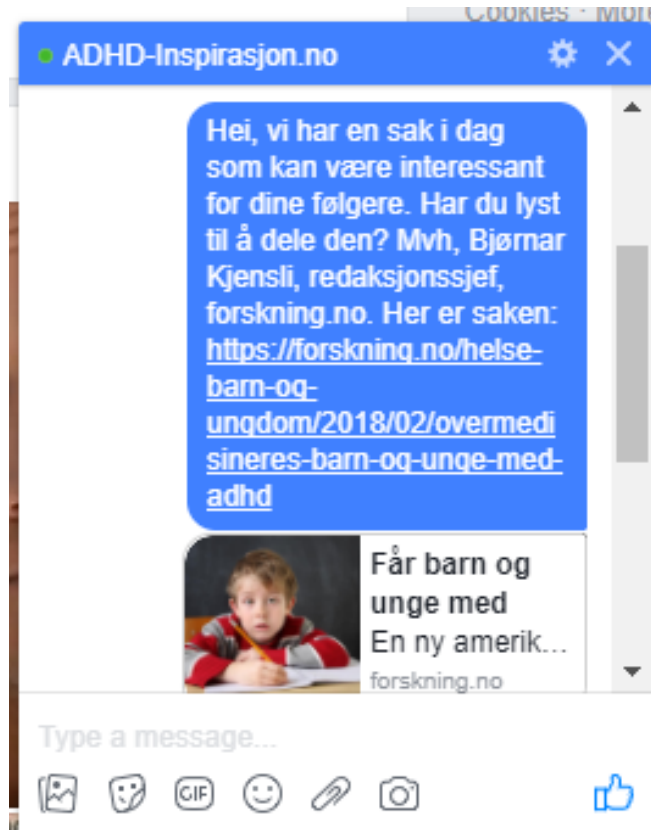 Cookies · More
ADHD-Inspirasjon.no
Hei, vi har en sak i dag
som kan være interessant
for dine følgere. Har du lyst
til å dele den? Mvh, Bjørnar
Kjensli, redaksjonssjef,
forskning.no. Her er saken:
https://forskning.no/helse-
barn-og-
ungdom/2018/02/overmedi
sineres-barn-og-unge-med-
adhd
Får barn og
unge med
En ny amerik...
forskning.no
Type a message...
GIF